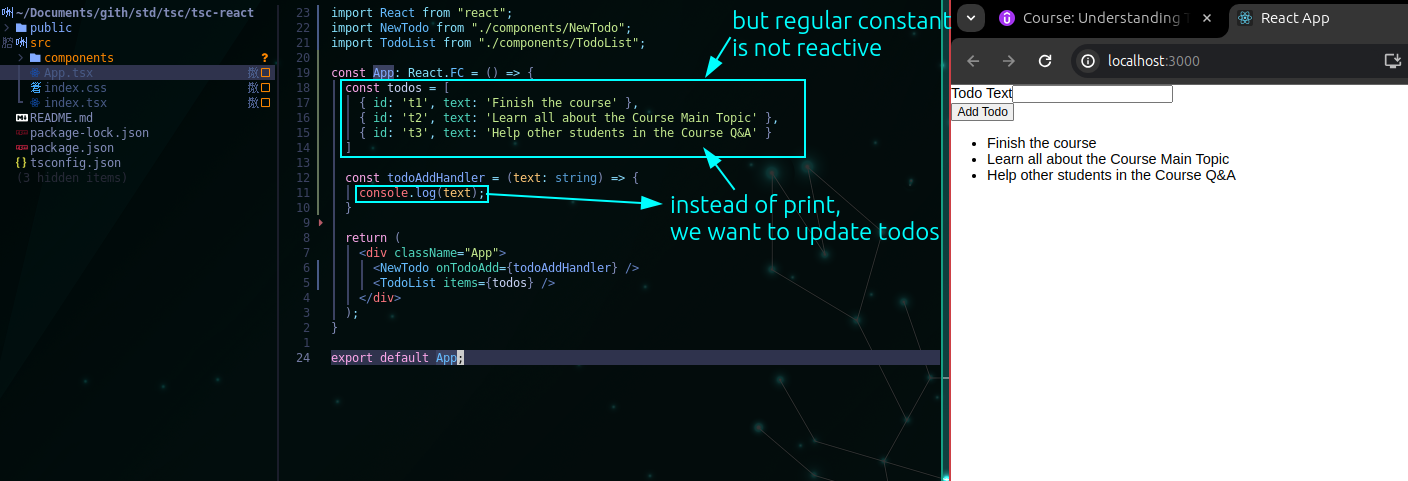 ~/Documents/gith/std/tsc/tsc-react
public
src
components ?
App.tsx
index.css
index.tsx
README.md
package-lock.json
package.json
tsconfig.json
(3 hidden items)
23 import React from "react";
22 import NewTodo from "./components/NewTodo";
21 import TodoList from "./components/TodoList";
20
19 const App: React.FC = () => {
18 const todos = [
17 { id: 't1', text: 'Finish the course' },
16 { id: 't2', text: 'Learn all about the Course Main Topic' },
15 { id: 't3', text: 'Help other students in the Course Q&A' }
14 ]
13
12 const todoAddHandler = (text: string) => {
11 console.log(text);
10 }
9
8 return (
7 <div className="App">
6 <NewTodo onTodoAdd={todoAddHandler} />
5 <TodoList items={todos} />
4 </div>
3 );
2 }
1
24 export default App;
but regular constant
is not reactive
instead of print,
we want to update todos
Course: Understanding T
React App
localhost:3000
Todo Text
Add Todo
• Finish the course
• Learn all about the Course Main Topic
• Help other students in the Course Q&A